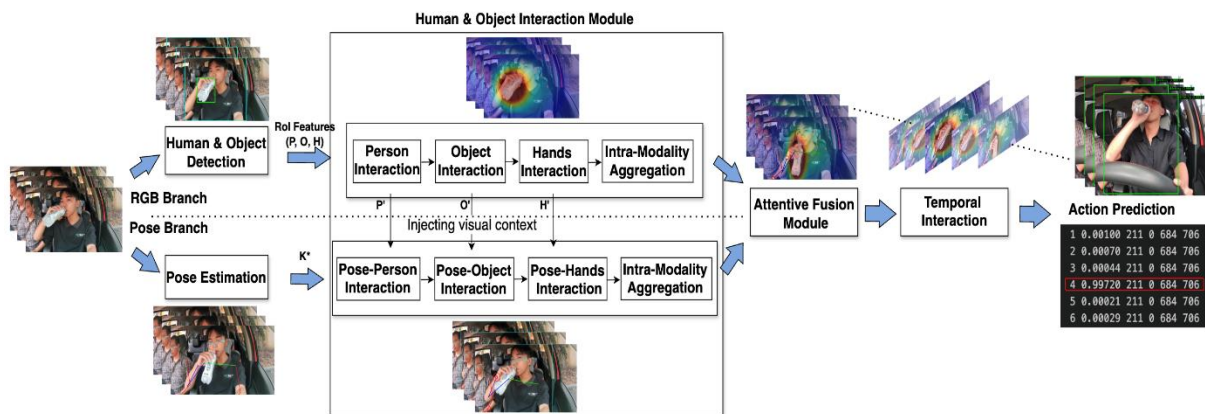 Human & Object Interaction Module
Human & Object
Detection
RoI Features
(P, O, H)
Person
Interaction
Object
Interaction
Hands
Interaction
Intra-Modality
Aggregation
RGB Branch
Pose Branch
P'
O'
H'
Injecting visual context
Pose Estimation
K*
Pose-Person
Interaction
Pose-Object
Interaction
Pose-Hands
Interaction
Intra-Modality
Aggregation
Attentive Fusion
Module
Temporal
Interaction
Action Prediction
1 0.00100 211 0 684 706
2 0.00070 211 0 684 706
3 0.00044 211 0 684 706
4 0.99720 211 0 684 706
5 0.00021 211 0 684 706
6 0.00029 211 0 684 706